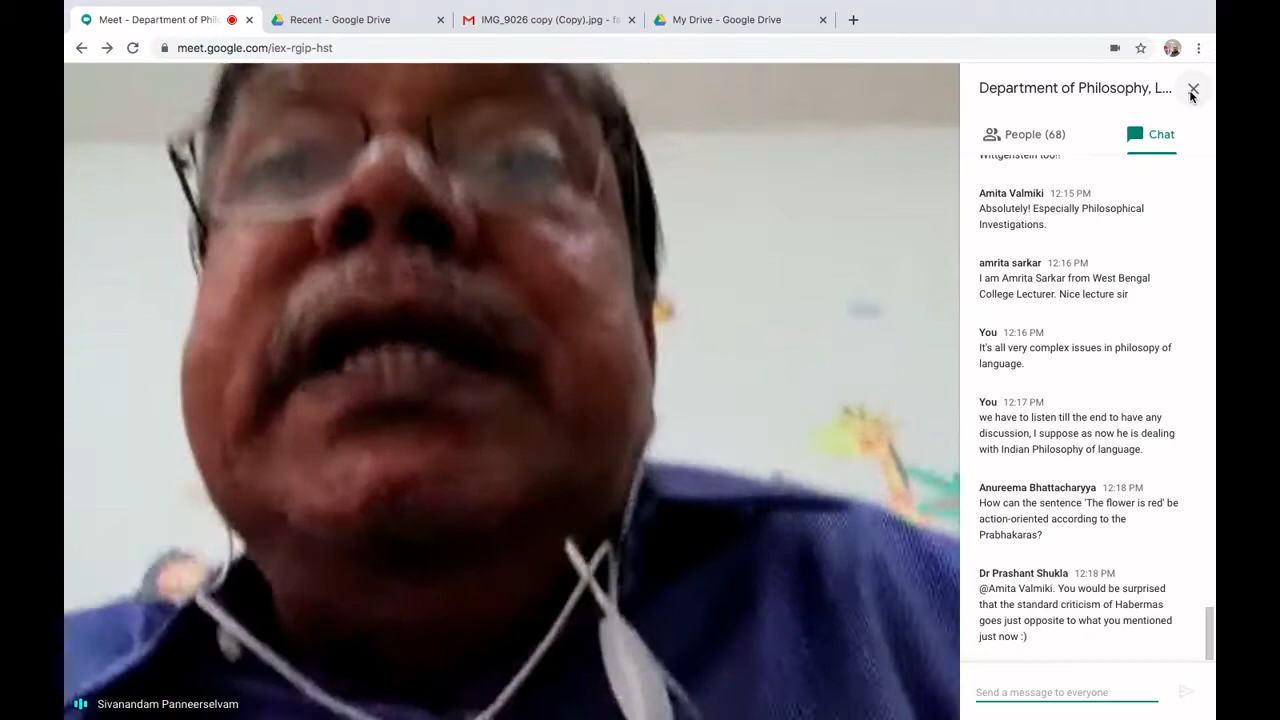 Meet - Department of Phil
Recent - Google Drive
IMG_9026 copy (Copy).jpg - f
My Drive - Google Drive
meet.google.com/iex-rgip-hst
Department of Philosophy, L...
People (68)
Chat
Wittgenstein too!!
Amita Valmiki 12:15 PM
Absolutely! Especially Philosophical
Investigations.
amrita sarkar 12:16 PM
I am Amrita Sarkar from West Bengal
College Lecturer. Nice lecture sir
You 12:16 PM
It's all very complex issues in philosopy of
language.
You 12:17 PM
we have to listen till the end to have any
discussion, I suppose as now he is dealing
with Indian Philosophy of language.
Anureema Bhattacharyya 12:18 PM
How can the sentence 'The flower is red' be
action-oriented according to the
Prabhakaras?
Dr Prashant Shukla 12:18 PM
@Amita Valmiki. You would be surprised
that the standard criticism of Habermas
goes just opposite to what you mentioned
just now :)
Send a message to everyone
Sivanandam Panneerselvam